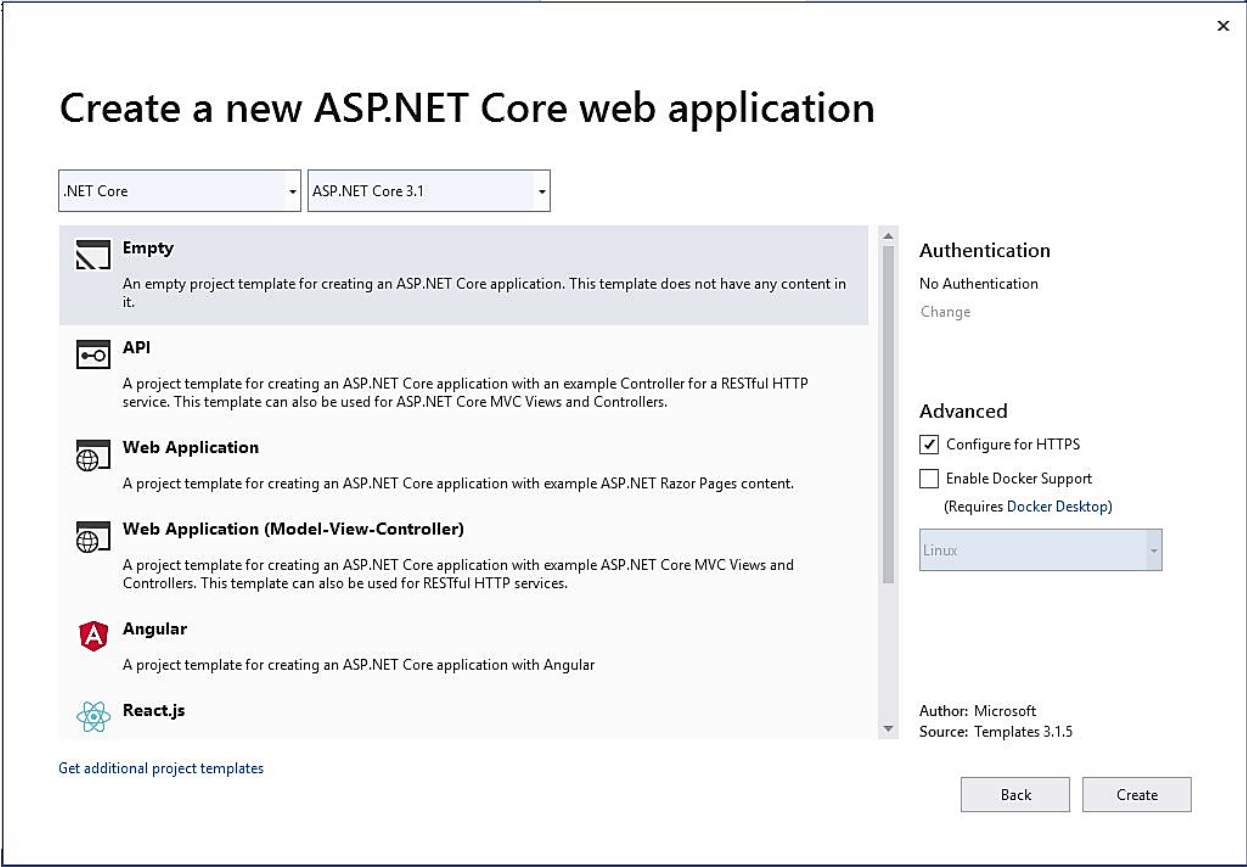 Create a new ASP.NET Core web application
.NET Core
ASP.NET Core 3.1
Empty
An empty project template for creating an ASP.NET Core application. This template does not have any content in
it.
API
A project template for creating an ASP.NET Core application with an example Controller for a RESTful HTTP
service. This template can also be used for ASP.NET Core MVC Views and Controllers.
Web Application
A project template for creating an ASP.NET Core application with example ASP.NET Razor Pages content.
Web Application (Model-View-Controller)
A project template for creating an ASP.NET Core application with example ASP.NET Core MVC Views and
Controllers. This template can also be used for RESTful HTTP services.
Angular
A project template for creating an ASP.NET Core application with Angular
React.js
Get additional project templates
Authentication
No Authentication
Change
Advanced
Configure for HTTPS
Enable Docker Support
(Requires Docker Desktop)
Linux
Author: Microsoft
Source: Templates 3.1.5
Back
Create